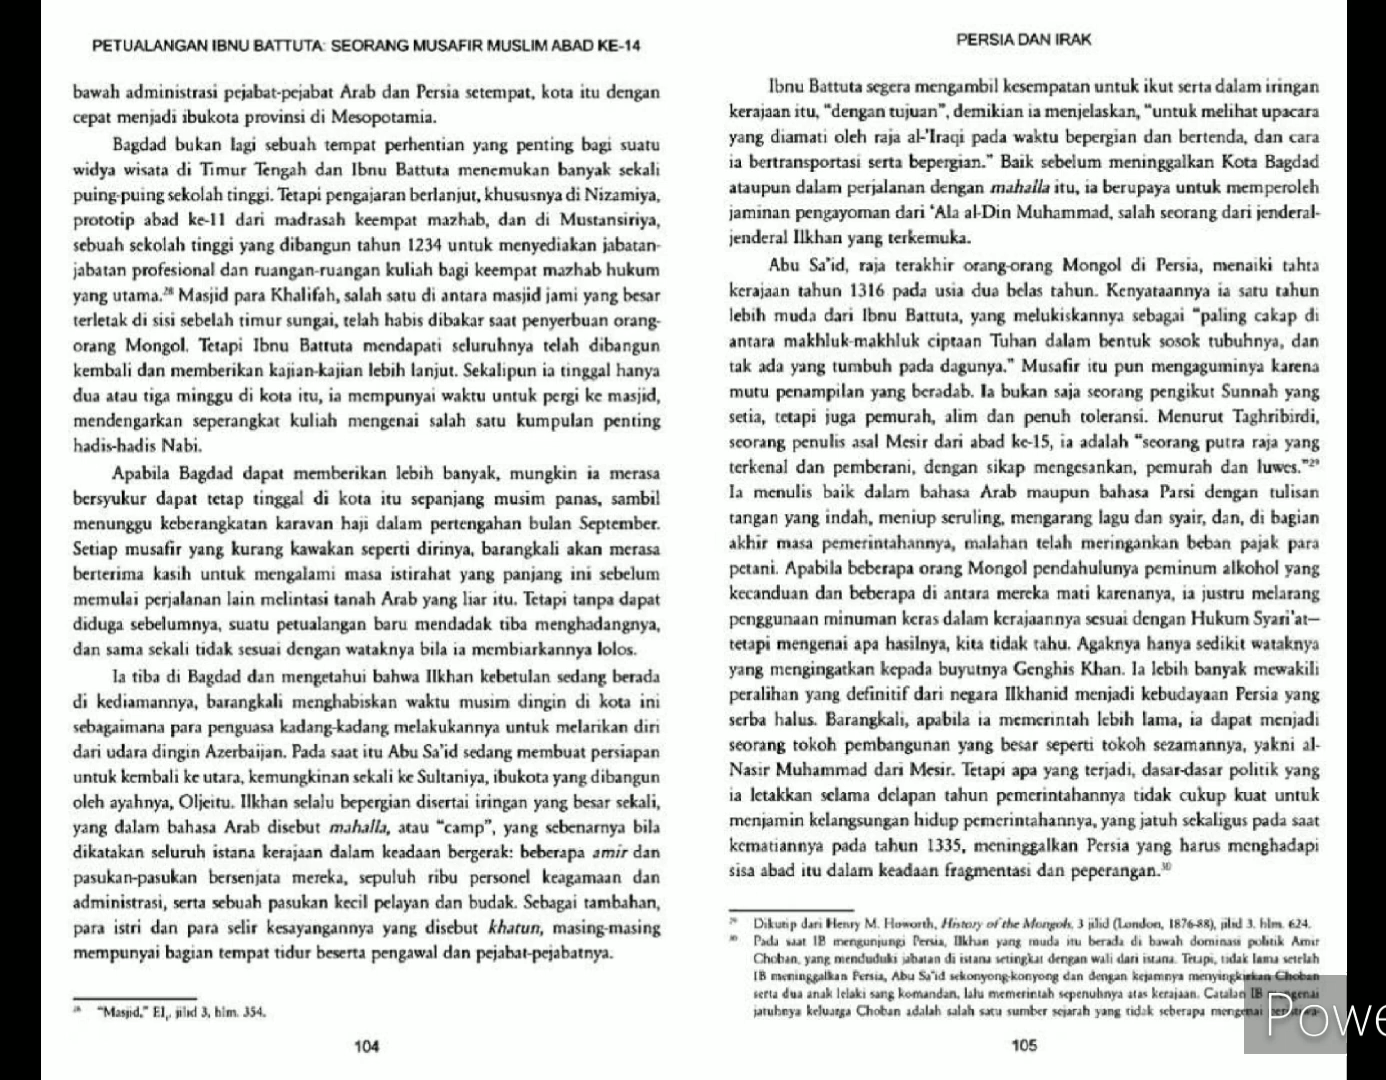 PETUALANGAN IBNU BATTUTA: SEORANG MUSAFIR MUSLIM ABAD KE-14
bawah administrasi pejabat-pejabat Arab dan Persia setempat, kota itu dengan
cepat menjadi ibukota provinsi di Mesopotamia.
Bagdad bukan lagi sebuah tempat perhentian yang penting bagi suatu
widya wisata di Timur Tengah dan Ibn Battuta menemukan banyak sekali
puing-puing sekolah tinggi. Tetapi pengajaran berlanjut, khususnya di Nizamiya,
prototip abad ke-11 dari madrasah keempat mazhab, dan di Mustansiriya,
sebuah sekolah tinggi yang dibangun tahun 1234 untuk menyediakan jabatan-
jabatan profesional dan ruangan-ruangan kuliah bagi keempat mazhab hukum
yang utama.28 Masjid para Khalifah, salah satu di antara masjid jami yang besar
terletak di sisi sebelah timur sungai, telah habis dibakar saat penyerbuan orang-
orang Mongol. Tetapi Ibnu Battuta mendapati seluruhnya telah dibangun
kembali dan memberikan kajian-kajian lebih lanjut. Sekalipun ia tinggal hanya
dua atau tiga minggu di kota itu, ia mempunyai waktu untuk pergi ke masjid,
mendengarkan seperangkat kuliah mengenai salah satu kumpulan penting
hadis-hadis Nabi.
Apabila Bagdad dapat memberikan lebih banyak, mungkin ia merasa
bersyukur dapat tetap tinggal di kota itu sepanjang musim panas, sambil
menunggu keberangkatan karavan haji dalam pertengahan bulan September.
Setiap musafir yang kurang kawakan seperti dirinya, barangkali akan merasa
berterima kasih untuk mengalami masa istirahat yang panjang ini sebelum
memulai perjalanan lain melintasi tanah Arab yang liar itu. Tetapi tanpa dapat
diduga sebelumnya, suatu petualangan baru mendadak tiba menghadangnya,
dan sama sekali tidak sesuai dengan wataknya bila ia membiarkannya lolos.
Ia tiba di Bagdad dan mengetahui bahwa Ilkhan kebetulan sedang berada
di kediamannya, barangkali menghabiskan waktu musim dingin di kota ini
sebagaimana para penguasa kadang-kadang melakukannya untuk melarikan diri
dari udara dingin Azerbaijan. Pada saat itu Abu Sa'id sedang membuat persiapan
untuk kembali ke utara, kemungkinan sekali ke Sultaniya, ibukota yang dibangun
oleh ayahnya, Oljeitu. Ilkhan selalu bepergian disertai iringan yang besar sekali,
yang dalam bahasa Arab disebut mahalla, atau "camp", yang sebenarnya bila
dikatakan seluruh istana kerajaan dalam keadaan bergerak: beberapa amir dan
pasukan-pasukan bersenjata mereka, sepuluh ribu personel keagamaan dan
administrasi, serta sebuah pasukan kecil pelayan dan budak. Sebagai tambahan,
para istri dan para selir kesayangannya yang disebut khatun, masing-masing
mempunyai bagian tempat tidur beserta pengawal dan pejabat-pejabatnya.
28 "Masjid," EI2, jilid 3, hlm. 354.
104
PERSIA DAN IRAK
Ibnu Battuta segera mengambil kesempatan untuk ikut serta dalam iringan
kerajaan itu, "dengan tujuan", demikian ia menjelaskan, "untuk melihat upacara
yang diamati oleh raja al-'Iraqi pada waktu bepergian dan bertenda, dan cara
ia bertransportasi serta bepergian." Baik sebelum meninggalkan Kota Bagdad
ataupun dalam perjalanan dengan mahalla itu, ia berupaya untuk memperoleh
jaminan pengayoman dari 'Ala al-Din Muhammad, salah seorang dari jenderal-
jenderal Ilkhan yang terkemuka.
Abu Sa'id, raja terakhir orang-orang Mongol di Persia, menaiki tahta
kerajaan tahun 1316 pada usia dua belas tahun. Kenyataannya ia satu tahun
lebih muda dari Ibnu Battuta, yang melukiskannya sebagai "paling cakap di
antara makhluk-makhluk ciptaan Tuhan dalam bentuk sosok tubuhnya, dan
tak ada yang tumbuh pada dagunya." Musafir itu pun mengaguminya karena
mutu penampilan yang beradab. Ia bukan saja seorang pengikut Sunnah yang
setia, tetapi juga pemurah, alim dan penuh toleransi. Menurut Taghribirdi,
seorang penulis asal Mesir dari abad ke-15, ia adalah "seorang putra raja yang
terkenal dan pemberani, dengan sikap mengesankan, pemurah dan luwes."29
Ia menulis baik dalam bahasa Arab maupun bahasa Parsi dengan tulisan
tangan yang indah, meniup seruling, mengarang lagu dan syair, dan, di bagian
akhir masa pemerintahannya, malahan telah meringankan beban pajak para
petani. Apabila beberapa orang Mongol pendahulunya peminum alkohol yang
kecanduan dan beberapa di antara mereka mati karenanya, ia justru melarang
penggunaan minuman keras dalam kerajaannya sesuai dengan Hukum Syari'at—
tetapi mengenai apa hasilnya, kita tidak tahu. Agaknya hanya sedikit wataknya
yang mengingatkan kepada buyutnya Genghis Khan. Ia lebih banyak mewakili
peralihan yang definitif dari negara Ilkhanid menjadi kebudayaan Persia yang
serba halus. Barangkali, apabila ia memerintah lebih lama, ia dapat menjadi
seorang tokoh pembangunan yang besar seperti tokoh sezamannya, yakni al-
Nasir Muhammad dari Mesir. Tetapi apa yang terjadi, dasar-dasar politik yang
ia letakkan selama delapan tahun pemerintahannya tidak cukup kuat untuk
menjamin kelangsungan hidup pemerintahannya, yang jatuh sekaligus pada saat
kematiannya pada tahun 1335, meninggalkan Persia yang harus menghadapi
sisa abad itu dalam keadaan fragmentasi dan peperangan.30
29 Dikutip dari Henry M. Howorth, History of the Mongols, 3 jilid (London, 1876-88), jilid 3. hlm. 624.
30 Pada saat IB mengunjungi Persia, Ilkhan yang muda itu berada di bawah dominasi politik Amir
Choban, yang menduduki jabatan di istana setingkat dengan wali dari istana. Tetapi, tidak lama setelah
IB meninggalkan Persia, Abu Sa'id sekonyong-konyong dan dengan kejamnya menyingkirkan Choban
serta dua anak lelaki sang komandan, lalu memerintah sepenuhnya atas kerajaan. Catatan IB mengenai
jatuhnya keluarga Choban adalah salah satu sumber sejarah yang tidak seberapa mengenai
105
Powe